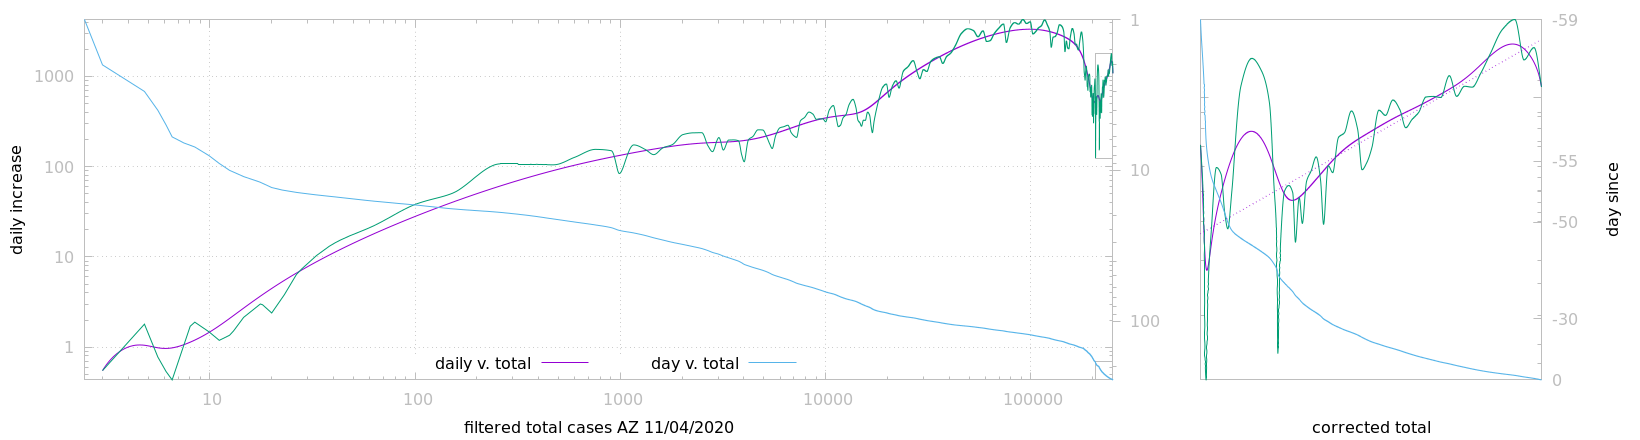 1
-59
1000
100
10
-55
-50
10
100
-30
1
0
daily increase
day since
daily v. total
day v. total
10
100
1000
10000
100000
filtered total cases AZ 11/04/2020
corrected total